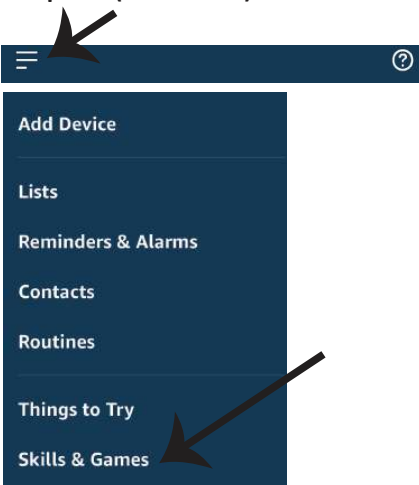 Add Device
Lists
Reminders & Alarms
Contacts
Routines
Things to Try
Skills & Games